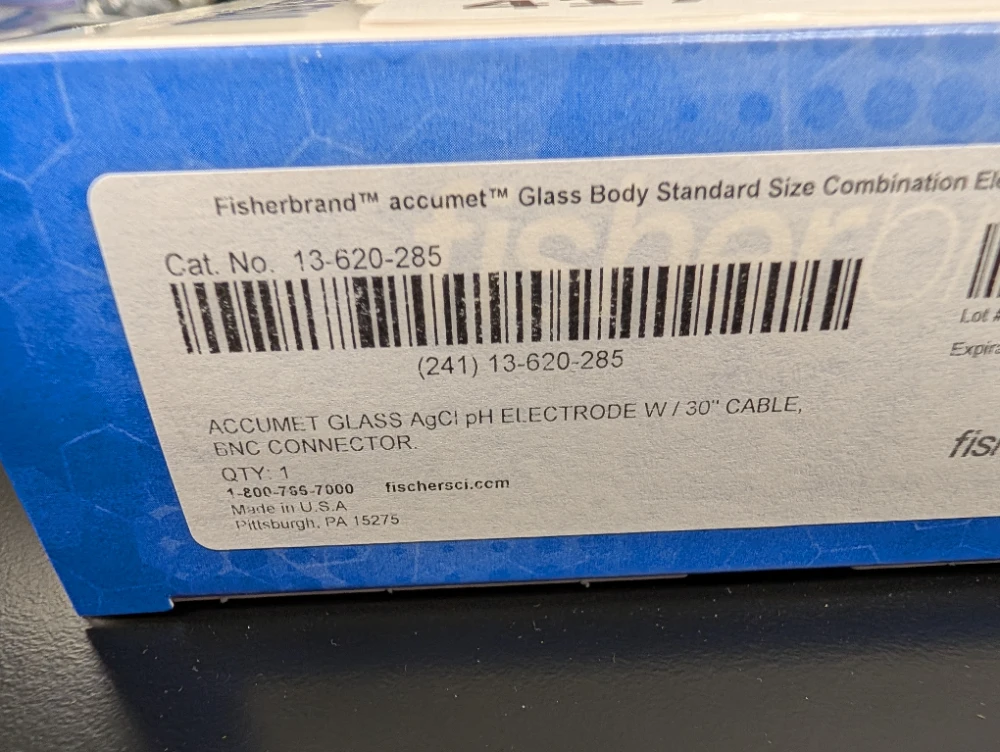 Fisherbrand™ accumet™ Glass Body Standard Size Combination
Cat. No. 13-620-285
(241) 13-620-285
Lot
ACCUMET GLASS AgCl pH ELECTRODE W / 30" CABLE,
BNC CONNECTOR.
QTY: 1
1-800-766-7000 fischersci.com
Made in U.S.A
Pittsburgh, PA 15275